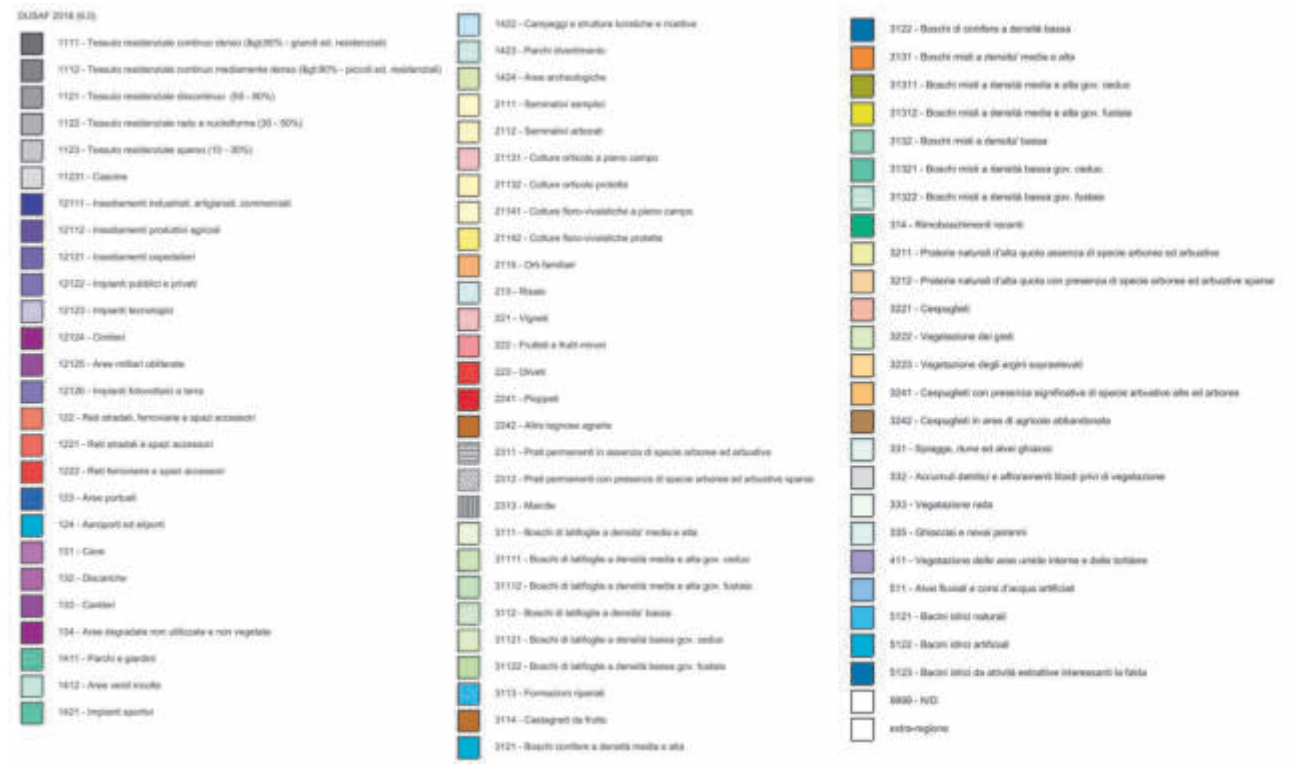 DUSAF 2018 (6.0)
1111 - Tessuto residenziale continuo denso (&gt;80% - grandi ed. residenziali)
1112 - Tessuto residenziale continuo mediamente denso (&gt;80% - piccoli ed. residenziali)
1121 - Tessuto residenziale discontinuo (50 - 80%)
1122 - Tessuto residenziale rado e nucleiforme (30 - 50%)
1123 - Tessuto residenziale sparso (10 - 30%)
11231 - Cascine
12111 - Insediamenti industriali, artigianali, commerciali
12112 - Insediamenti produttivi agricoli
12121 - Insediamenti ospedalieri
12122 - Impianti pubblici e privati
12123 - Impianti tecnologici
12124 - Cimiteri
12125 - Aree militari obliterate
12126 - Impianti fotovoltaici a terra
122 - Reti stradali, ferroviarie e spazi accessori
1221 - Reti stradali e spazi accessori
1222 - Reti ferroviarie e spazi accessori
123 - Aree portuali
124 - Aeroporti ed eliporti
131 - Cave
132 - Discariche
133 - Cantieri
134 - Aree degradate non utilizzate e non vegetate
1411 - Parchi e giardini
1412 - Aree verdi incolte
1421 - Impianti sportivi
1422 - Campeggi e strutture turistiche e ricettive
1423 - Parchi divertimento
1424 - Aree archeologiche
2111 - Seminativi semplici
2112 - Seminativi arborati
21131 - Colture orticole a pieno campo
21132 - Colture orticole protette
21141 - Colture floro-vivaistiche a pieno campo
21142 - Colture floro-vivaistiche protette
2115 - Orti familiari
213 - Risaie
221 - Vigneti
222 - Frutteti e frutti minori
223 - Oliveti
2241 - Pioppeti
2242 - Altre legnose agrarie
2311 - Prati permanenti in assenza di specie arboree ed arbustive
2312 - Prati permanenti con presenza di specie arboree ed arbustive sparse
2313 - Marcite
3111 - Boschi di latifoglie a densita' media e alta
31111 - Boschi di latifoglie a densità media e alta gov. ceduo
31112 - Boschi di latifoglie a densità media e alta gov. fustaia
3112 - Boschi di latifoglie a densita' bassa
31121 - Boschi di latifoglie a densità bassa gov. ceduo
31122 - Boschi di latifoglie a densità bassa gov. fustaia
3113 - Formazioni ripariali
3114 - Castagneti da frutto
3121 - Boschi conifere a densità media e alta
3122 - Boschi di conifere a densità bassa
3131 - Boschi misti a densita' media e alta
31311 - Boschi misti a densità media e alta gov. ceduo
31312 - Boschi misti a densità media e alta gov. fustaia
3132 - Boschi misti a densita' bassa
31321 - Boschi misti a densità bassa gov. ceduo
31322 - Boschi misti a densità bassa gov. fustaia
314 - Rimboschimenti recenti
3211 - Praterie naturali d'alta quota assenza di specie arboree ed arbustive
3212 - Praterie naturali d'alta quota con presenza di specie arboree ed arbustive sparse
3221 - Cespuglieti
3222 - Vegetazione dei greti
3223 - Vegetazione degli argini sopraelevati
3241 - Cespuglieti con presenza significativa di specie arbustive alte ed arboree
3242 - Cespuglieti in aree di agricole abbandonate
331 - Spiagge, dune ed alvei ghiaiosi
332 - Accumuli detritici e affioramenti litoidi privi di vegetazione
333 - Vegetazione rada
335 - Ghiacciai e nevai perenni
411 - Vegetazione delle aree umide interne e delle torbiere
511 - Alvei fluviali e corsi d'acqua artificiali
5121 - Bacini idrici naturali
5122 - Bacini idrici artificiali
5123 - Bacini idrici da attività estrattive interessanti la falda
9999 - N/D
extra-regione